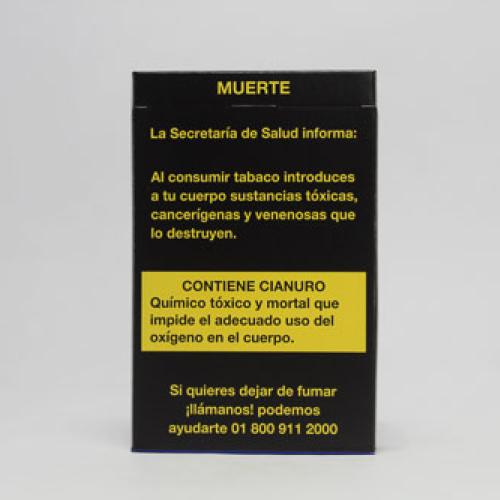 MUERTE
La Secretaría de Salud informa:
Al consumir tabaco introduces
a tu cuerpo sustancias tóxicas,
cancerígenas y venenosas que
lo destruyen.
CONTIENE CIANURO
Químico tóxico y mortal que
impide el adecuado uso del
oxígeno en el cuerpo.
Si quieres dejar de fumar
¡llámanos! podemos
ayudarte 01 800 911 2000